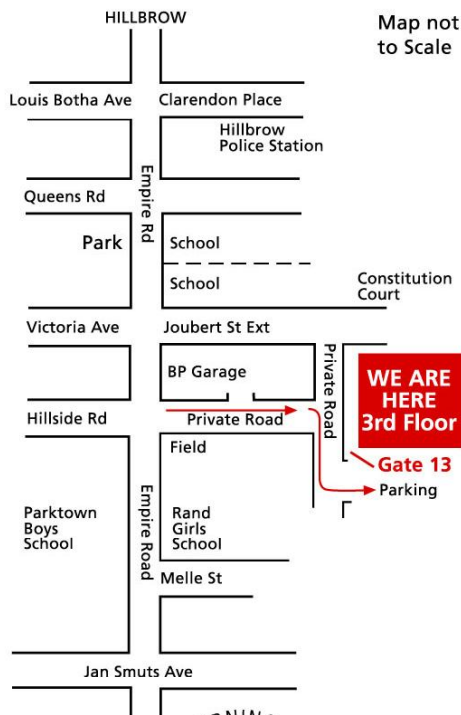 HILLBROW
Map not
to Scale
Louis Botha Ave
Clarendon Place
Hillbrow
Police Station
Empire Rd
Queens Rd
Park
School
School
Constitution
Court
Victoria Ave
Joubert St Ext
BP Garage
Private Road
WE ARE
HERE
3rd Floor
Hillside Rd
Private Road
Field
Gate 13
Parking
Parktown
Boys
School
Empire Road
Rand
Girls
School
Melle St
Jan Smuts Ave